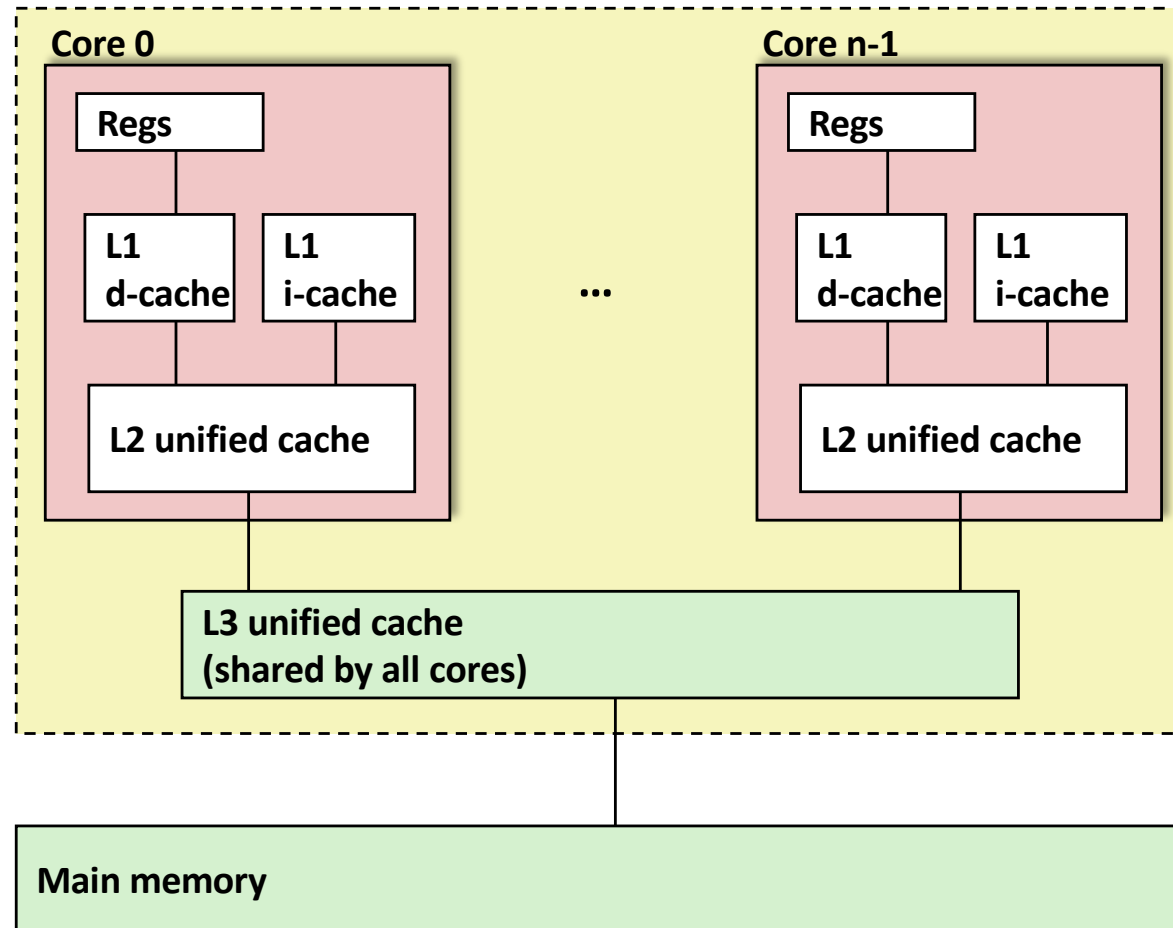 Core 0
Core n-1
Regs
Regs
L1
d-cache
L1
i-cache
...
L1
d-cache
L1
i-cache
L2 unified cache
L2 unified cache
L3 unified cache
(shared by all cores)
Main memory